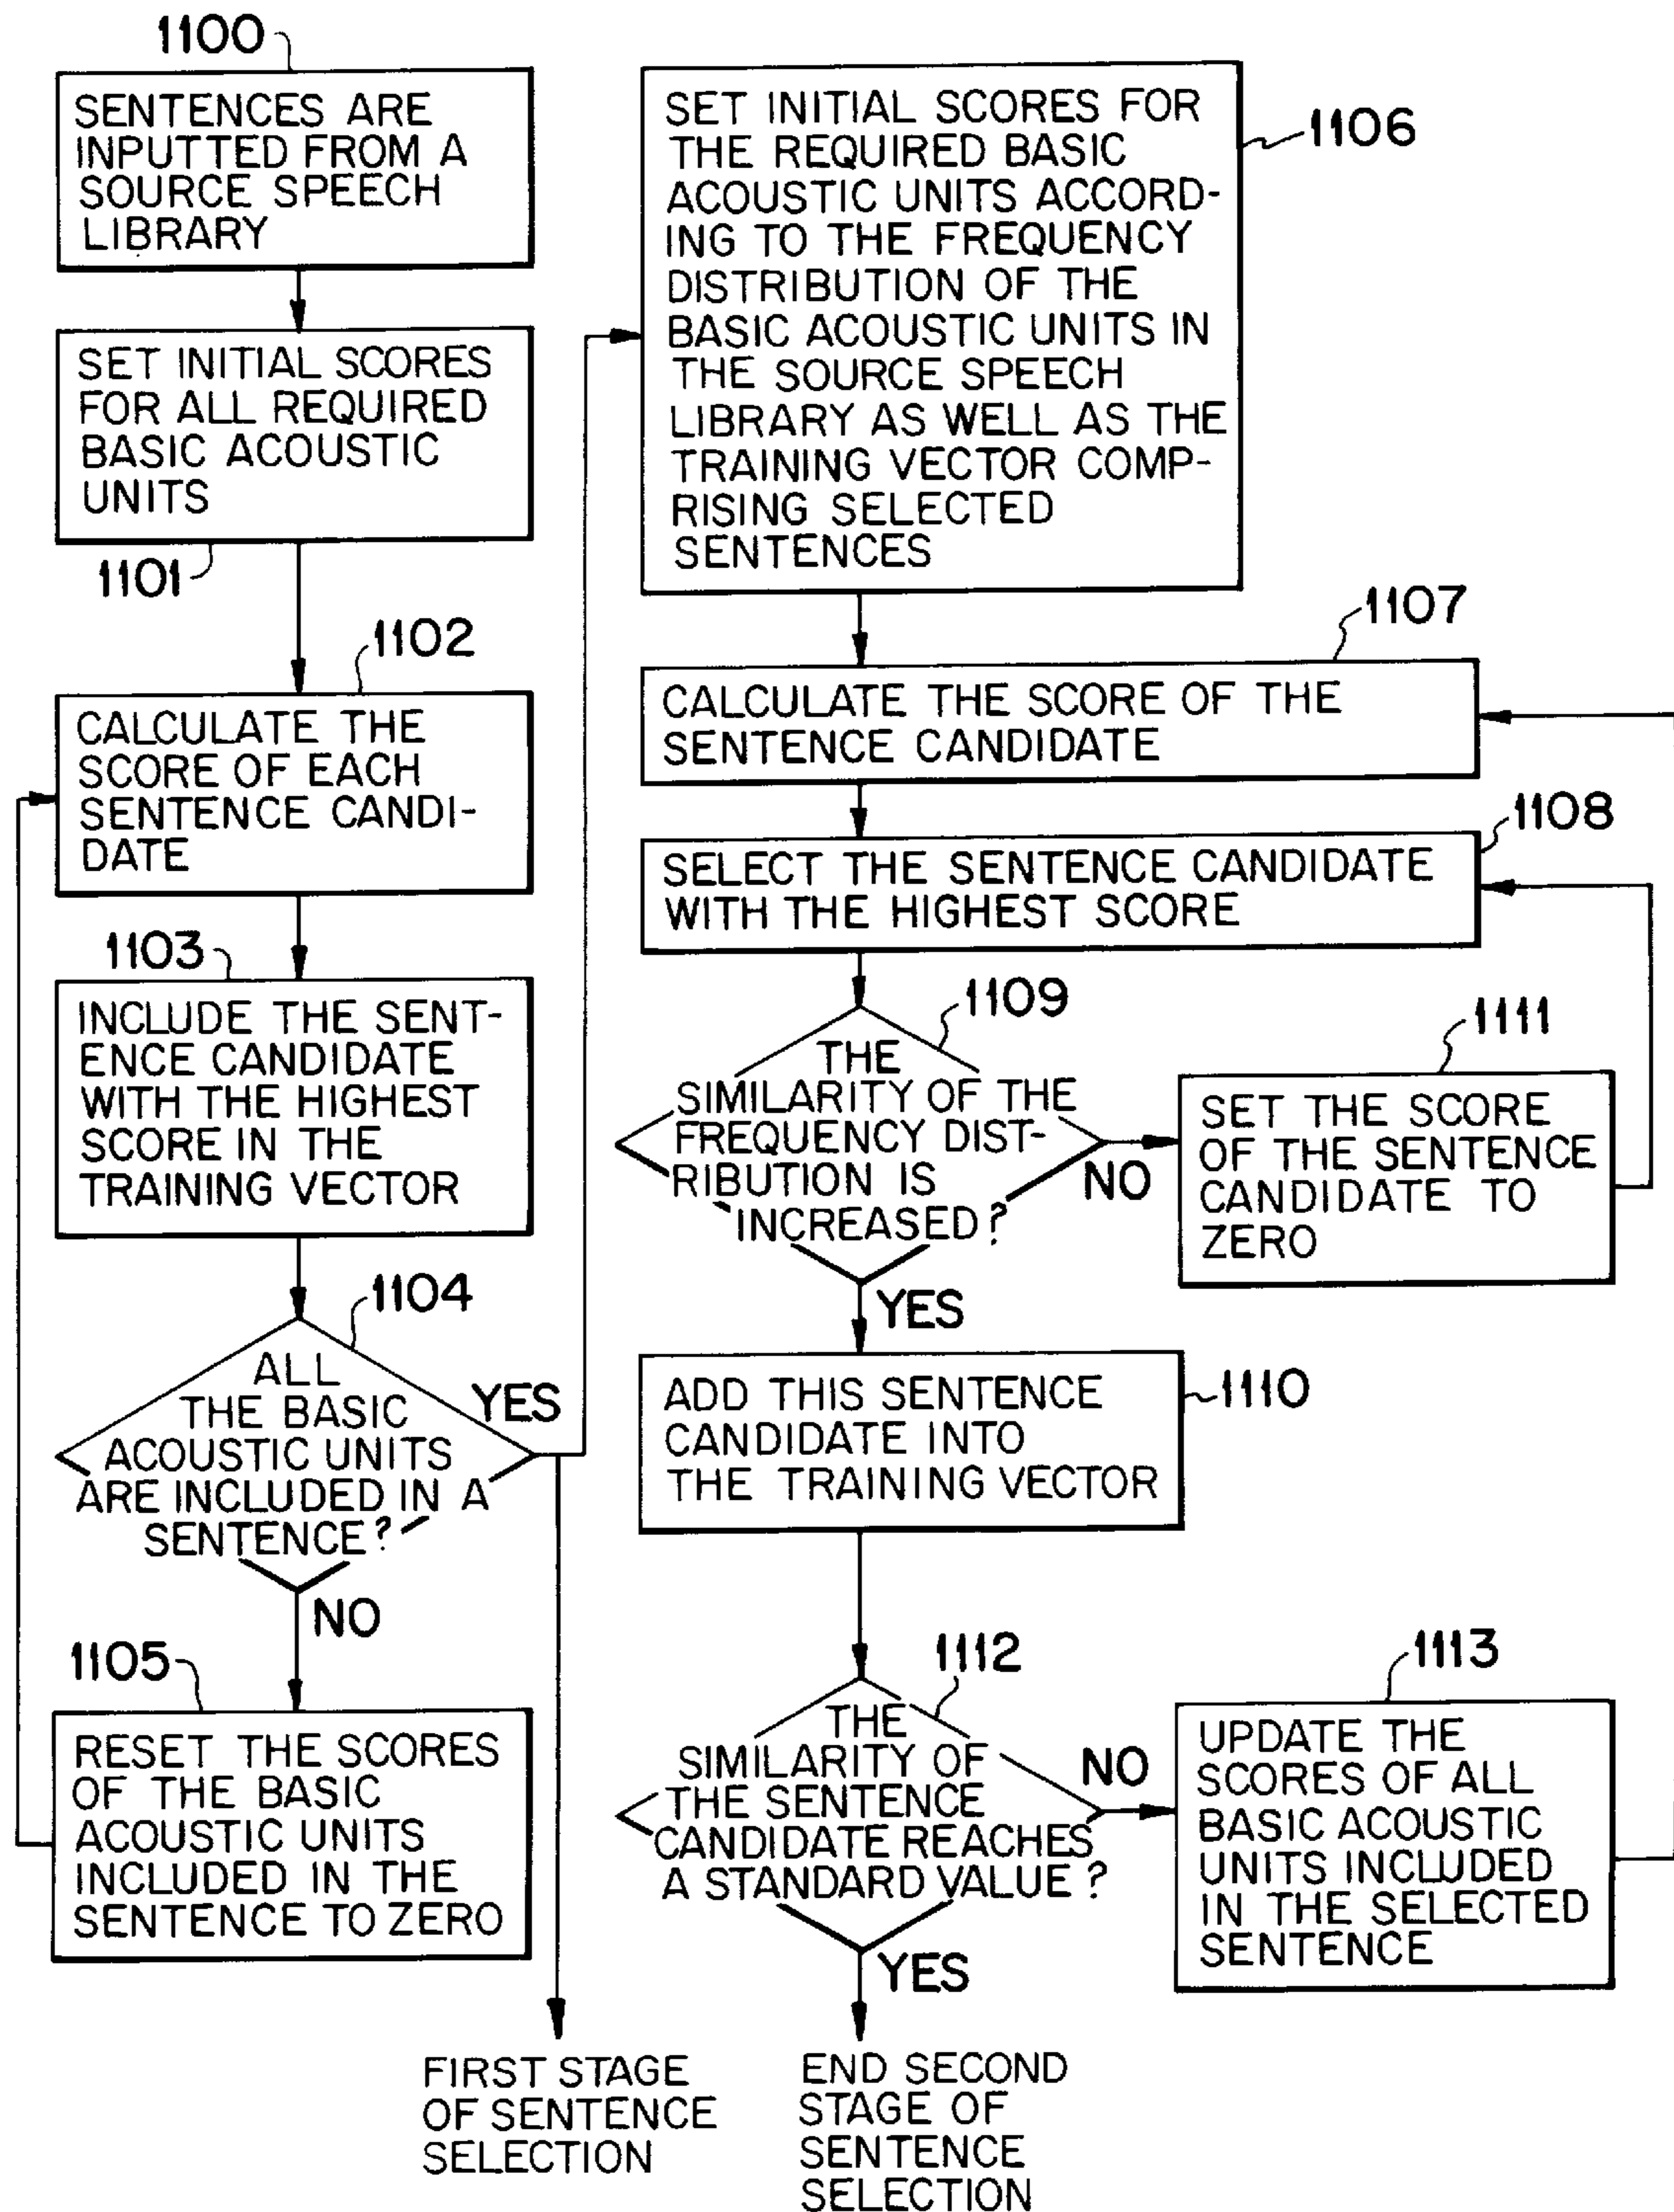 1100
SENTENCES ARE
INPUTTED FROM A
SOURCE SPEECH
LIBRARY
SET INITIAL SCORES
FOR ALL REQUIRED
BASIC ACOUSTIC
UNITS
1101
1102
CALCULATE THE
SCORE OF EACH
SENTENCE CANDI-
DATE
1103
INCLUDE THE SENT-
ENCE CANDIDATE
WITH THE HIGHEST
SCORE IN THE
TRAINING VECTOR
1104
ALL
THE BASIC
ACOUSTIC UNITS
ARE INCLUDED IN A
SENTENCE?
YES
NO
1105
RESET THE SCORES
OF THE BASIC
ACOUSTIC UNITS
INCLUDED IN THE
SENTENCE TO ZERO
FIRST STAGE
OF SENTENCE
SELECTION
SET INITIAL SCORES FOR
THE REQUIRED BASIC
ACOUSTIC UNITS ACCORD-
ING TO THE FREQUENCY
DISTRIBUTION OF THE
BASIC ACOUSTIC UNITS IN
THE SOURCE SPEECH
LIBRARY AS WELL AS THE
TRAINING VECTOR COMP-
RISING SELECTED
SENTENCES
1106
1107
CALCULATE THE SCORE OF THE
SENTENCE CANDIDATE
1108
SELECT THE SENTENCE CANDIDATE
WITH THE HIGHEST SCORE
1109
THE
SIMILARITY OF THE
FREQUENCY DIST-
RIBUTION IS
INCREASED?
NO
YES
1111
SET THE SCORE
OF THE SENTENCE
CANDIDATE TO
ZERO
ADD THIS SENTENCE
CANDIDATE INTO
THE TRAINING VECTOR
1110
1112
THE
SIMILARITY OF
THE SENTENCE
CANDIDATE REACHES
A STANDARD VALUE?
NO
YES
1113
UPDATE THE
SCORES OF ALL
BASIC ACOUSTIC
UNITS INCLUDED
IN THE SELECTED
SENTENCE
END SECOND
STAGE OF
SENTENCE
SELECTION